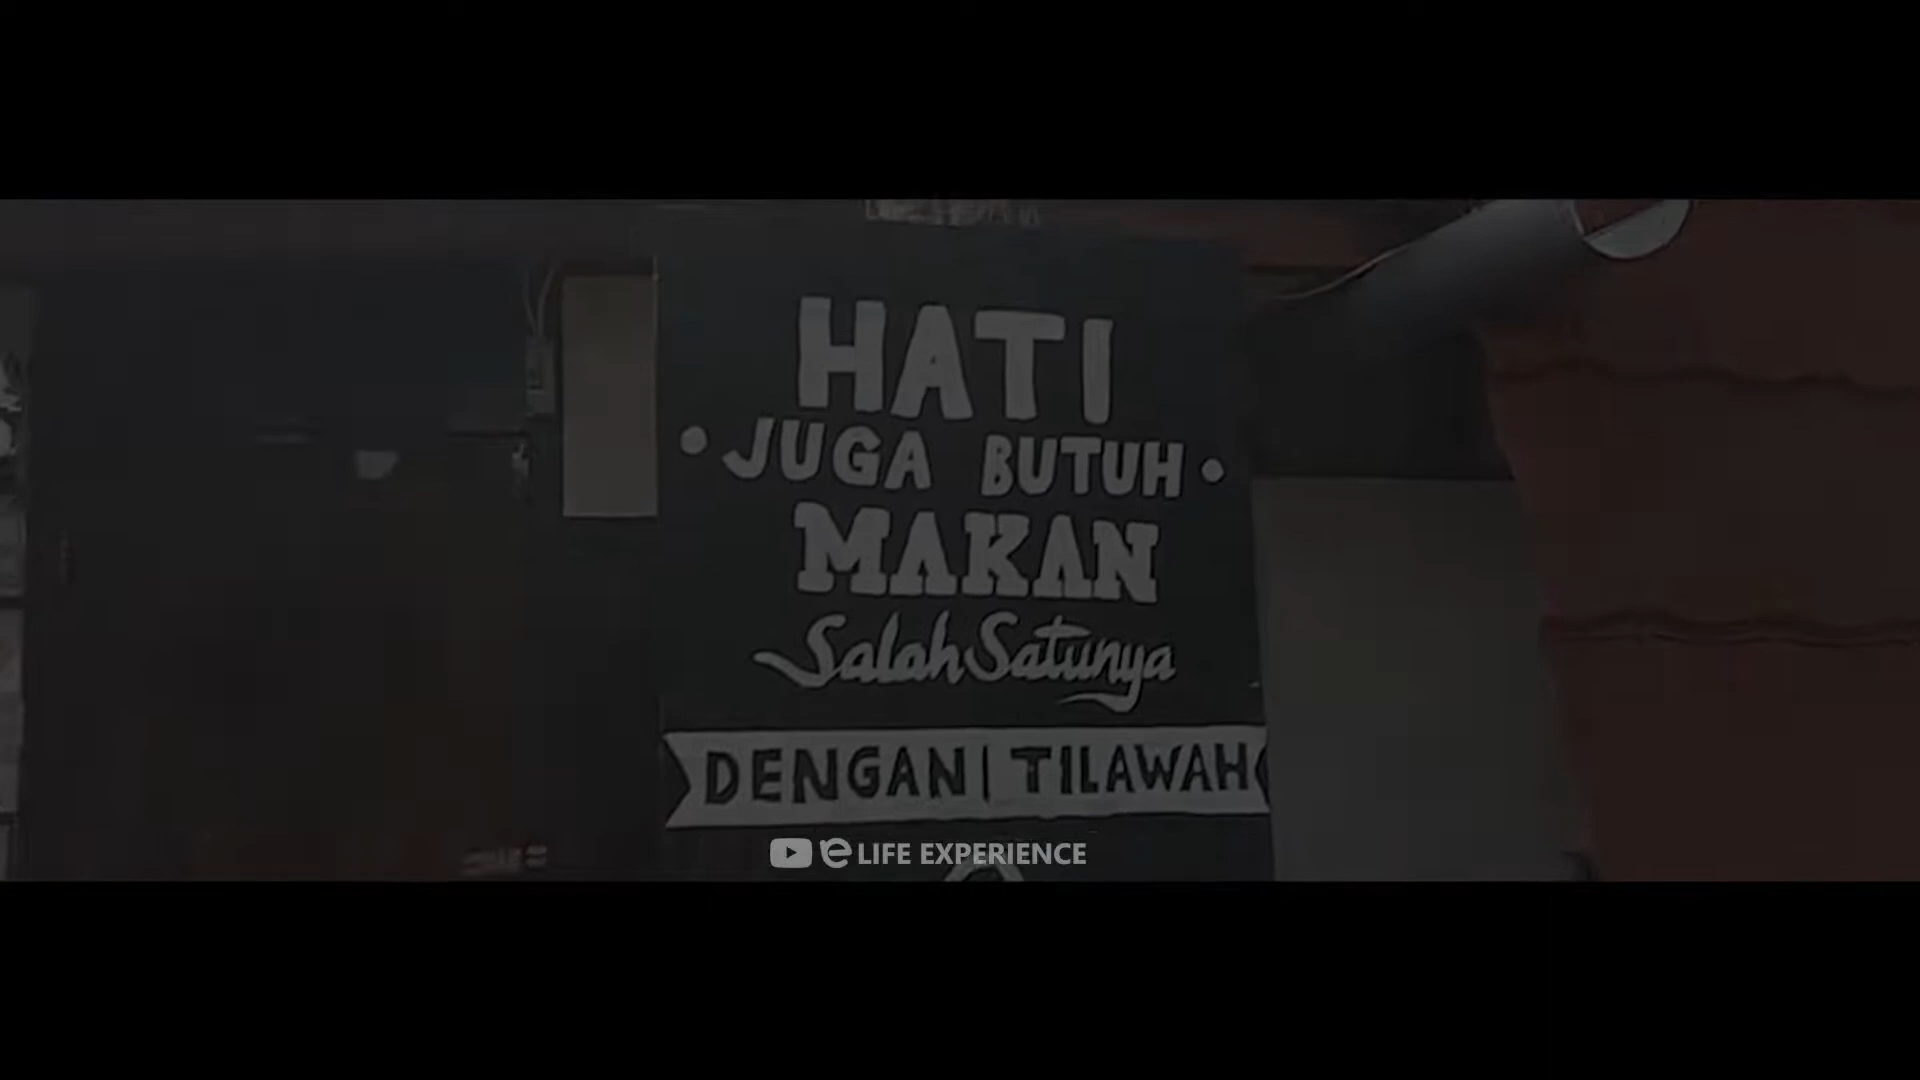 HATI
• JUGA BUTUH •
MAKAN
Salah Satunya
DENGAN | TILAWAH
e LIFE EXPERIENCE